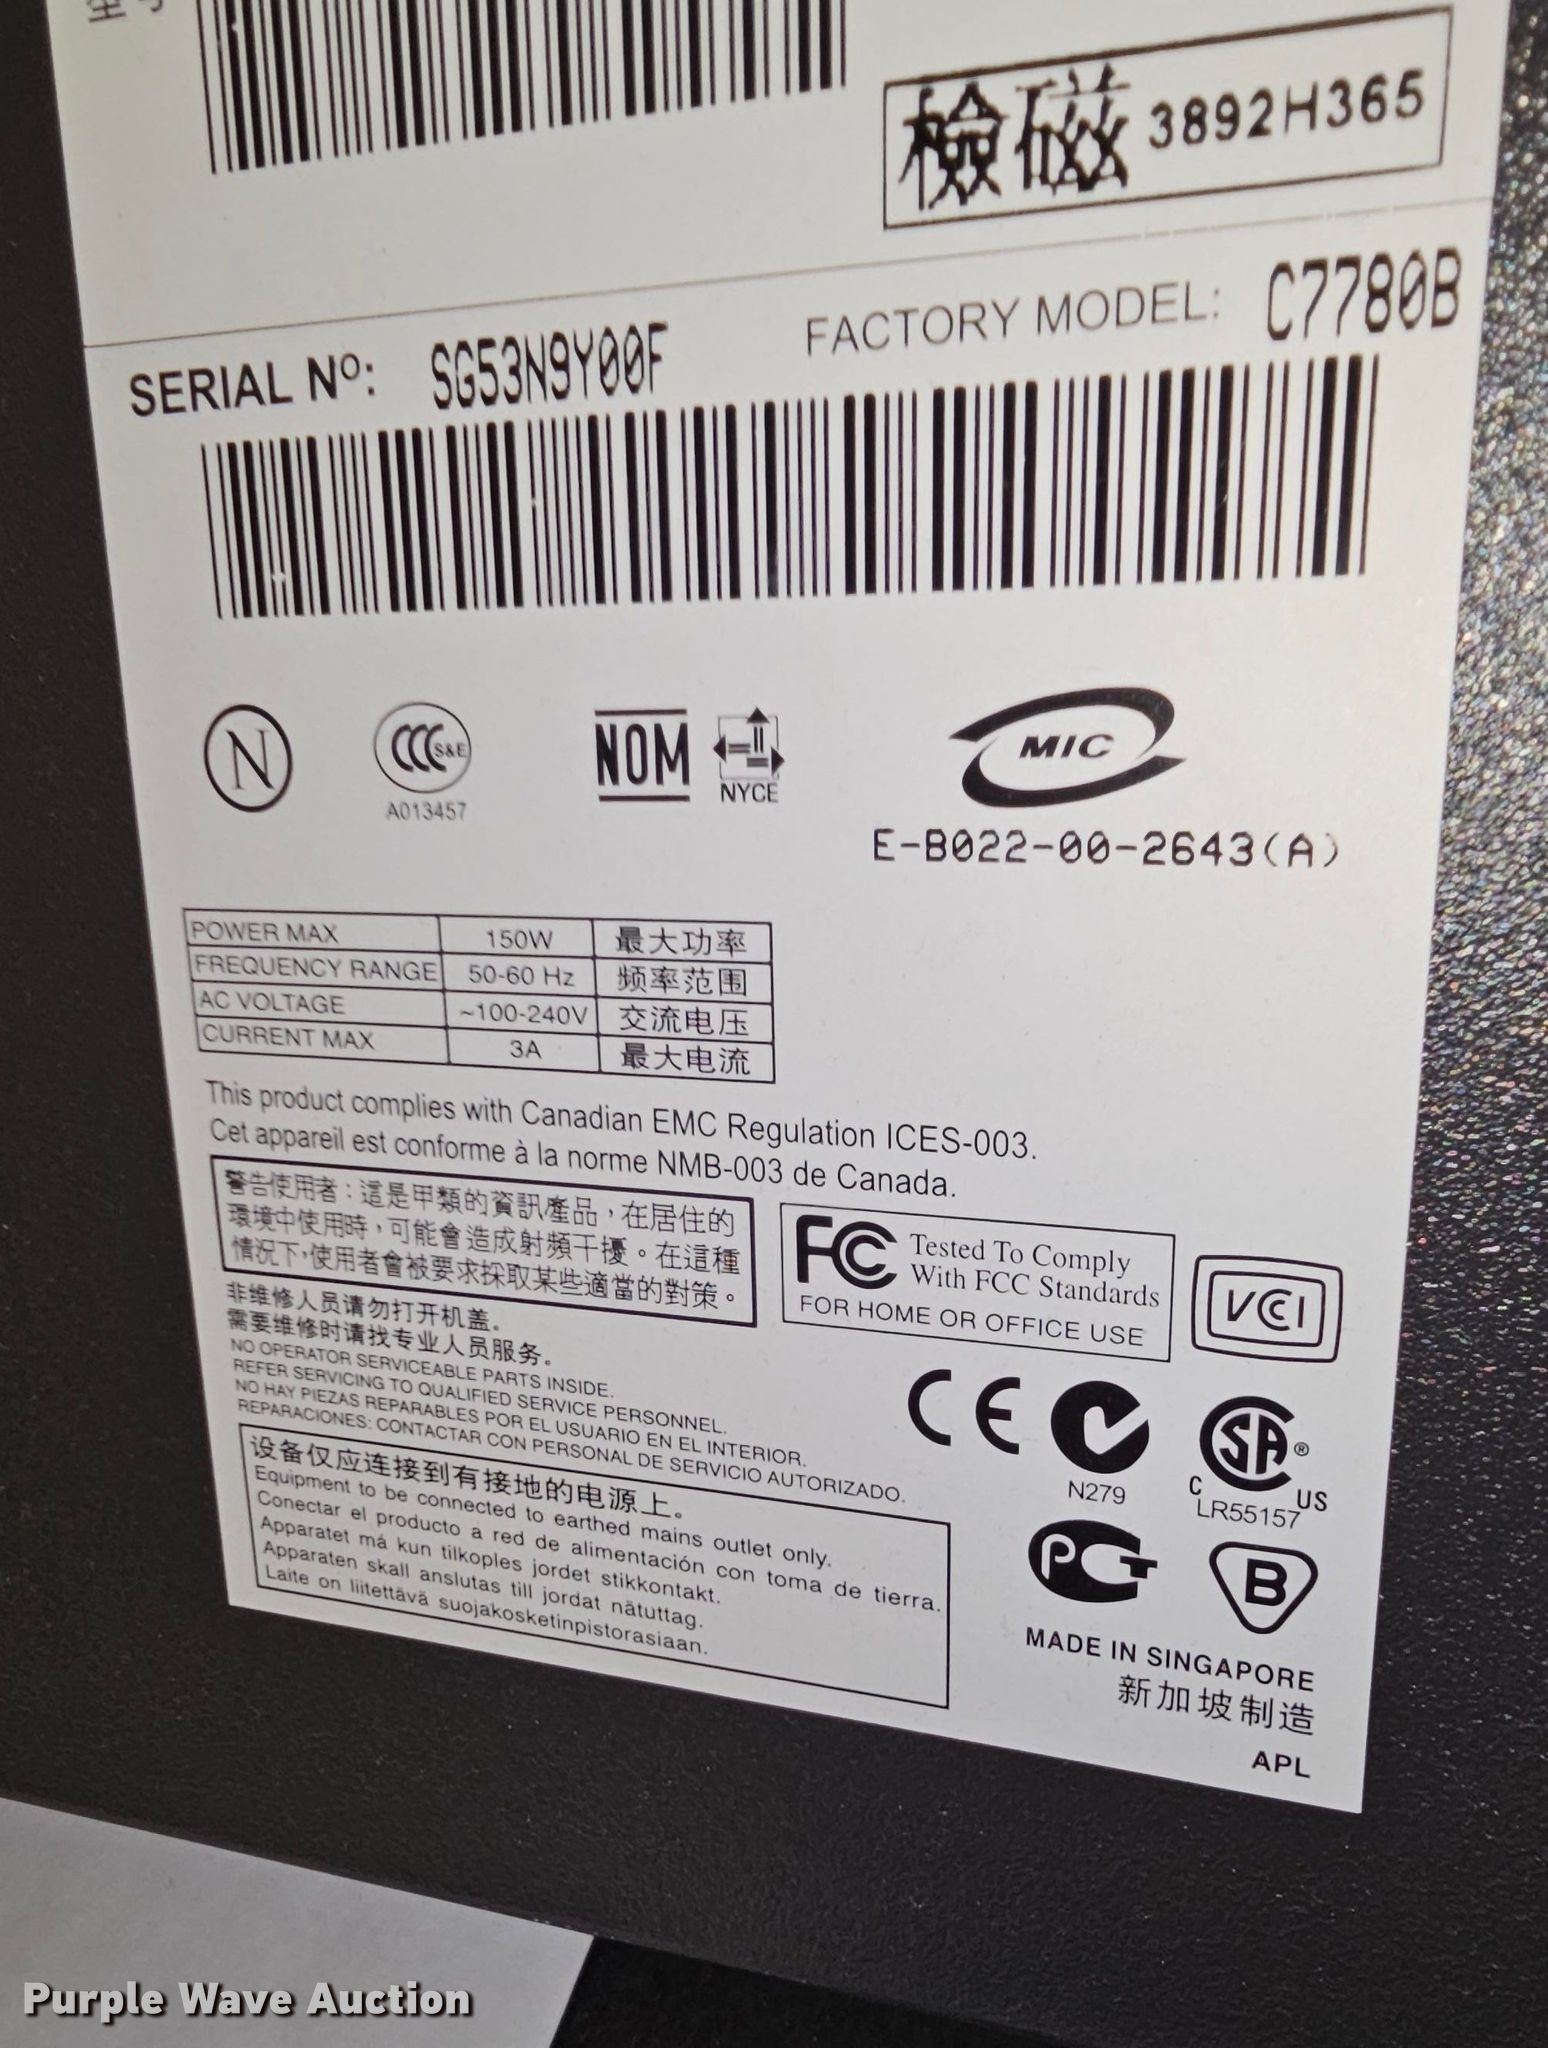 檢磁 3892H365
SERIAL Nº: SG53N9Y00F
FACTORY MODEL: C7780B
N
CCC S&E
A013457
NOM
NYCE
MIC
E-B022-00-2643(A)
POWER MAX 150W 最大功率
FREQUENCY RANGE 50-60 Hz 频率范围
AC VOLTAGE ~100-240V 交流电压
CURRENT MAX 3A 最大电流
This product complies with Canadian EMC Regulation ICES-003.
Cet appareil est conforme à la norme NMB-003 de Canada.
警告使用者：這是甲類的資訊產品，在居住的
環境中使用時，可能會造成射頻干擾。在這種
情況下，使用者會被要求採取某些適當的對策。
非维修人员请勿打开机盖。
需要维修时请找专业人员服务。
NO OPERATOR SERVICEABLE PARTS INSIDE.
REFER SERVICING TO QUALIFIED SERVICE PERSONNEL.
NO HAY PIEZAS REPARABLES POR EL USUARIO EN EL INTERIOR.
REPARACIONES: CONTACTAR CON PERSONAL DE SERVICIO AUTORIZADO.
设备仅应连接到有接地的电源上。
Equipment to be connected to earthed mains outlet only.
Conectar el producto a red de alimentación con toma de tierra.
Apparatet må kun tilkoples jordet stikkontakt.
Apparaten skall anslutas till jordat nätuttag.
Laite on liitettävä suojakosketinpistorasiaan.
FC Tested To Comply
With FCC Standards
FOR HOME OR OFFICE USE
VCCI
CE
N279
SA ®
C US
LR55157
PCT
B
MADE IN SINGAPORE
新加坡制造
APL
Purple Wave Auction